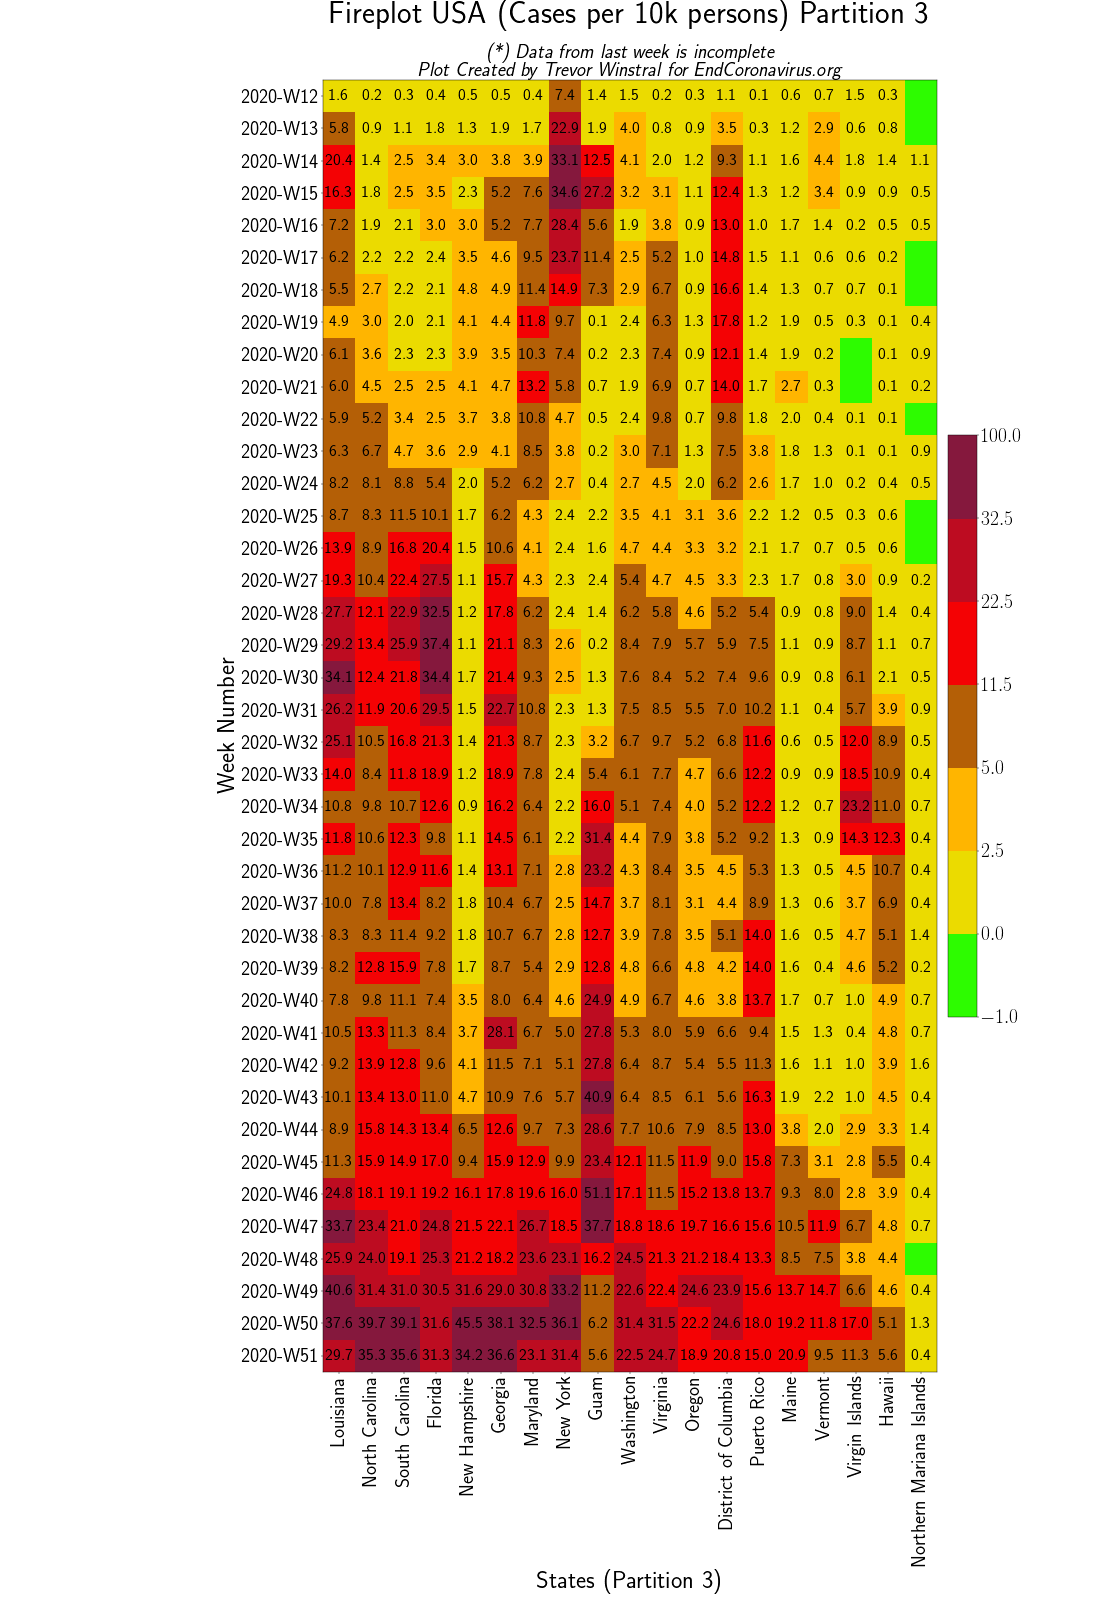 Fireplot USA (Cases per 10k persons) Partition 3
(*) Data from last week is incomplete
Plot Created by Trevor Winstral for EndCoronavirus.org
2020-W12 1.6 0.2 0.3 0.4 0.5 0.5 0.4 7.4 1.4 1.5 0.2 0.3 1.1 0.1 0.6 0.7 1.5 0.3
2020-W13 5.8 0.9 1.1 1.8 1.3 1.9 1.7 22.9 1.9 4.0 0.8 0.9 3.5 0.3 1.2 2.9 0.6 0.8
2020-W14 20.4 1.4 2.5 3.4 3.0 3.8 3.9 33.1 12.5 4.1 2.0 1.2 9.3 1.1 1.6 4.4 1.8 1.4 1.1
2020-W15 16.3 1.8 2.5 3.5 2.3 5.2 7.6 34.6 27.2 3.2 3.1 1.1 12.4 1.3 1.2 3.4 0.9 0.9 0.5
2020-W16 7.2 1.9 2.1 3.0 3.0 5.2 7.7 28.4 5.6 1.9 3.8 0.9 13.0 1.0 1.7 1.4 0.2 0.5 0.5
2020-W17 6.2 2.2 2.2 2.4 3.5 4.6 9.5 23.7 11.4 2.5 5.2 1.0 14.8 1.5 1.1 0.6 0.6 0.2
2020-W18 5.5 2.7 2.2 2.1 4.8 4.9 11.4 14.9 7.3 2.9 6.7 0.9 16.6 1.4 1.3 0.7 0.7 0.1
2020-W19 4.9 3.0 2.0 2.1 4.1 4.4 11.8 9.7 0.1 2.4 6.3 1.3 17.8 1.2 1.9 0.5 0.3 0.1 0.4
2020-W20 6.1 3.6 2.3 2.3 3.9 3.5 10.3 7.4 0.2 2.3 7.4 0.9 12.1 1.4 1.9 0.2 0.1 0.9
2020-W21 6.0 4.5 2.5 2.5 4.1 4.7 13.2 5.8 0.7 1.9 6.9 0.7 14.0 1.7 2.7 0.3 0.1 0.2
2020-W22 5.9 5.2 3.4 2.5 3.7 3.8 10.8 4.7 0.5 2.4 9.8 0.7 9.8 1.8 2.0 0.4 0.1 0.1
2020-W23 6.3 6.7 4.7 3.6 2.9 4.1 8.5 3.8 0.2 3.0 7.1 1.3 7.5 3.8 1.8 1.3 0.1 0.1 0.9
2020-W24 8.2 8.1 8.8 5.4 2.0 5.2 6.2 2.7 0.4 2.7 4.5 2.0 6.2 2.6 1.7 1.0 0.2 0.4 0.5
2020-W25 8.7 8.3 11.5 10.1 1.7 6.2 4.3 2.4 2.2 3.5 4.1 3.1 3.6 2.2 1.2 0.5 0.3 0.6
2020-W26 13.9 8.9 16.8 20.4 1.5 10.6 4.1 2.4 1.6 4.7 4.4 3.3 3.2 2.1 1.7 0.7 0.5 0.6
2020-W27 19.3 10.4 22.4 27.5 1.1 15.7 4.3 2.3 2.4 5.4 4.7 4.5 3.3 2.3 1.7 0.8 3.0 0.9 0.2
2020-W28 27.7 12.1 22.9 32.5 1.2 17.8 6.2 2.4 1.4 6.2 5.8 4.6 5.2 5.4 0.9 0.8 9.0 1.4 0.4
2020-W29 29.2 13.4 25.9 37.4 1.1 21.1 8.3 2.6 0.2 8.4 7.9 5.7 5.9 7.5 1.1 0.9 8.7 1.1 0.7
2020-W30 34.1 12.4 21.8 34.4 1.7 21.4 9.3 2.5 1.3 7.6 8.4 5.2 7.4 9.6 0.9 0.8 6.1 2.1 0.5
2020-W31 26.2 11.9 20.6 29.5 1.5 22.7 10.8 2.3 1.3 7.5 8.5 5.5 7.0 10.2 1.1 0.4 5.7 3.9 0.9
2020-W32 25.1 10.5 16.8 21.3 1.4 21.3 8.7 2.3 3.2 6.7 9.7 5.2 6.8 11.6 0.6 0.5 12.0 8.9 0.5
2020-W33 14.0 8.4 11.8 18.9 1.2 18.9 7.8 2.4 5.4 6.1 7.7 4.7 6.6 12.2 0.9 0.9 18.5 10.9 0.4
2020-W34 10.8 9.8 10.7 12.6 0.9 16.2 6.4 2.2 16.0 5.1 7.4 4.0 5.2 12.2 1.2 0.7 23.2 11.0 0.7
2020-W35 11.8 10.6 12.3 9.8 1.1 14.5 6.1 2.2 31.4 4.4 7.9 3.8 5.2 9.2 1.3 0.9 14.3 12.3 0.4
2020-W36 11.2 10.1 12.9 11.6 1.4 13.1 7.1 2.8 23.2 4.3 8.4 3.5 4.5 5.3 1.3 0.5 4.5 10.7 0.4
2020-W37 10.0 7.8 13.4 8.2 1.8 10.4 6.7 2.5 14.7 3.7 8.1 3.1 4.4 8.9 1.3 0.6 3.7 6.9 0.4
2020-W38 8.3 8.3 11.4 9.2 1.8 10.7 6.7 2.8 12.7 3.9 7.8 3.5 5.1 14.0 1.6 0.5 4.7 5.1 1.4
2020-W39 8.2 12.8 15.9 7.8 1.7 8.7 5.4 2.9 12.8 4.8 6.6 4.8 4.2 14.0 1.6 0.4 4.6 5.2 0.2
2020-W40 7.8 9.8 11.1 7.4 3.5 8.0 6.4 4.6 24.9 4.9 6.7 4.6 3.8 13.7 1.7 0.7 1.0 4.9 0.7
2020-W41 10.5 13.3 11.3 8.4 3.7 28.1 6.7 5.0 27.8 5.3 8.0 5.9 6.6 9.4 1.5 1.3 0.4 4.8 0.7
2020-W42 9.2 13.9 12.8 9.6 4.1 11.5 7.1 5.1 27.8 6.4 8.7 5.4 5.5 11.3 1.6 1.1 1.0 3.9 1.6
2020-W43 10.1 13.4 13.0 11.0 4.7 10.9 7.6 5.7 40.9 6.4 8.5 6.1 5.6 16.3 1.9 2.2 1.0 4.5 0.4
2020-W44 8.9 15.8 14.3 13.4 6.5 12.6 9.7 7.3 28.6 7.7 10.6 7.9 8.5 13.0 3.8 2.0 2.9 3.3 1.4
2020-W45 11.3 15.9 14.9 17.0 9.4 15.9 12.9 9.9 23.4 12.1 11.5 11.9 9.0 15.8 7.3 3.1 2.8 5.5 0.4
2020-W46 24.8 18.1 19.1 19.2 16.1 17.8 19.6 16.0 51.1 17.1 11.5 15.2 13.8 13.7 9.3 8.0 2.8 3.9 0.4
2020-W47 33.7 23.4 21.0 24.8 21.5 22.1 26.7 18.5 37.7 18.8 18.6 19.7 16.6 15.6 10.5 11.9 6.7 4.8 0.7
2020-W48 25.9 24.0 19.1 25.3 21.2 18.2 23.6 23.1 16.2 24.5 21.3 21.2 18.4 13.3 8.5 7.5 3.8 4.4
2020-W49 40.6 31.4 31.0 30.5 31.6 29.0 30.8 33.2 11.2 22.6 22.4 24.6 23.9 15.6 13.7 14.7 6.6 4.6 0.4
2020-W50 37.6 39.7 39.1 31.6 45.5 38.1 32.5 36.1 6.2 31.4 31.5 22.2 24.6 18.0 19.2 11.8 17.0 5.1 1.3
2020-W51 29.7 35.3 35.6 31.3 34.2 36.6 23.1 31.4 5.6 22.5 24.7 18.9 20.8 15.0 20.9 9.5 11.3 5.6 0.4
Week Number
Louisiana
North Carolina
South Carolina
Florida
New Hampshire
Georgia
Maryland
New York
Guam
Washington
Virginia
Oregon
District of Columbia
Puerto Rico
Maine
Vermont
Virgin Islands
Hawaii
Northern Mariana Islands
States (Partition 3)
100.0
32.5
22.5
11.5
5.0
2.5
0.0
−1.0